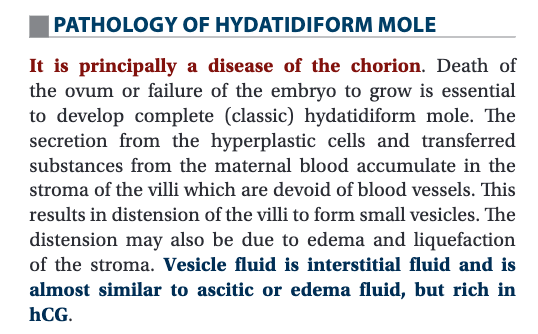 PATHOLOGY OF HYDATIDIFORM MOLE
It is principally a disease of the chorion. Death of
the ovum or failure of the embryo to grow is essential
to develop complete (classic) hydatidiform mole. The
secretion from the hyperplastic cells and transferred
substances from the maternal blood accumulate in the
stroma of the villi which are devoid of blood vessels. This
results in distension of the villi to form small vesicles. The
distension may also be due to edema and liquefaction
of the stroma. Vesicle fluid is interstitial fluid and is
almost similar to ascitic or edema fluid, but rich in
hCG.